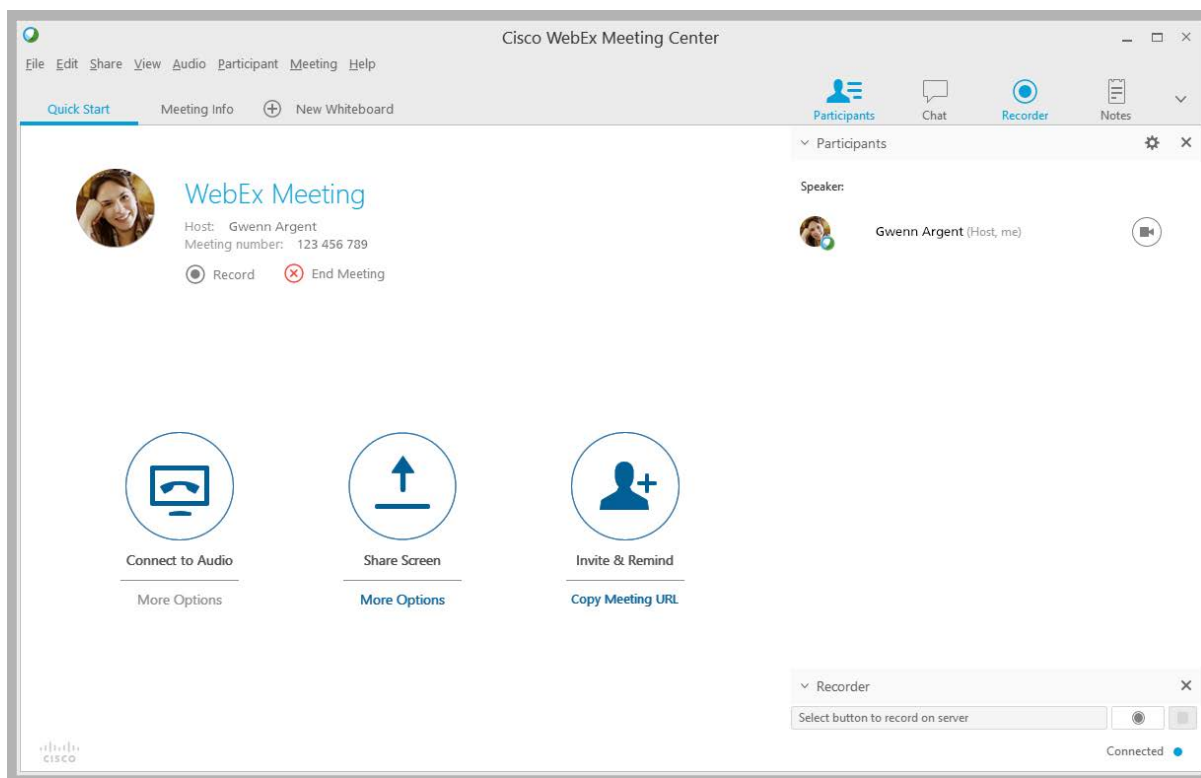 Cisco WebEx Meeting Center
File Edit Share View Audio Participant Meeting Help
Quick Start Meeting Info New Whiteboard
Participants Chat Recorder Notes
WebEx Meeting
Host: Gwenn Argent
Meeting number: 123 456 789
Record End Meeting
Connect to Audio Share Screen Invite & Remind
More Options More Options Copy Meeting URL
Participants
Speaker:
Gwenn Argent (Host, me)
Recorder
Select button to record on server
Connected
CISCO